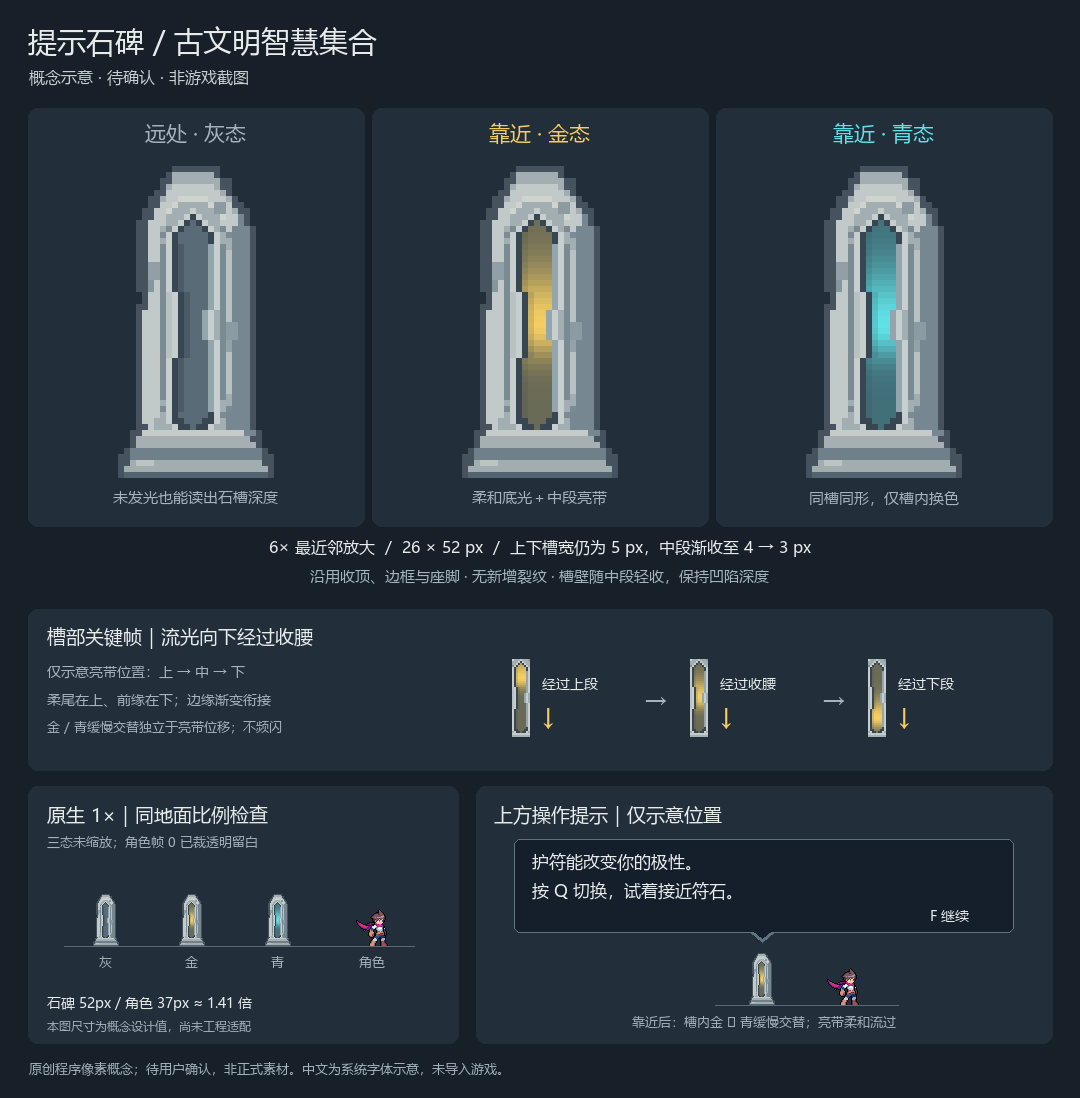 提示石碑 / 古文明智慧集合
概念示意 · 待确认 · 非游戏截图
远处 · 灰态
靠近 · 金态
靠近 · 青态
未发光也能读出石槽深度
柔和底光 + 中段亮带
同槽同形，仅槽内换色
6× 最近邻放大 / 26 × 52 px / 上下槽宽仍为 5 px，中段渐收至 4 → 3 px
沿用收顶、边框与座脚 · 无新增裂纹 · 槽壁随中段轻收，保持凹陷深度
槽部关键帧｜流光向下经过收腰
仅示意亮带位置：上 → 中 → 下
柔尾在上、前缘在下；边缘渐变衔接
金 / 青缓慢交替独立于亮带位移；不频闪
经过上段
↓
→
经过收腰
↓
→
经过下段
↓
原生 1×｜同地面比例检查
三态未缩放；角色帧 0 已裁透明留白
灰
金
青
角色
石碑 52px / 角色 37px ≈ 1.41 倍
本图尺寸为概念设计值，尚未工程适配
上方操作提示｜仅示意位置
护符能改变你的极性。
按 Q 切换，试着接近符石。
F 继续
靠近后：槽内金 □ 青缓慢交替；亮带柔和流过
原创程序像素概念；待用户确认，非正式素材。中文为系统字体示意，未导入游戏。